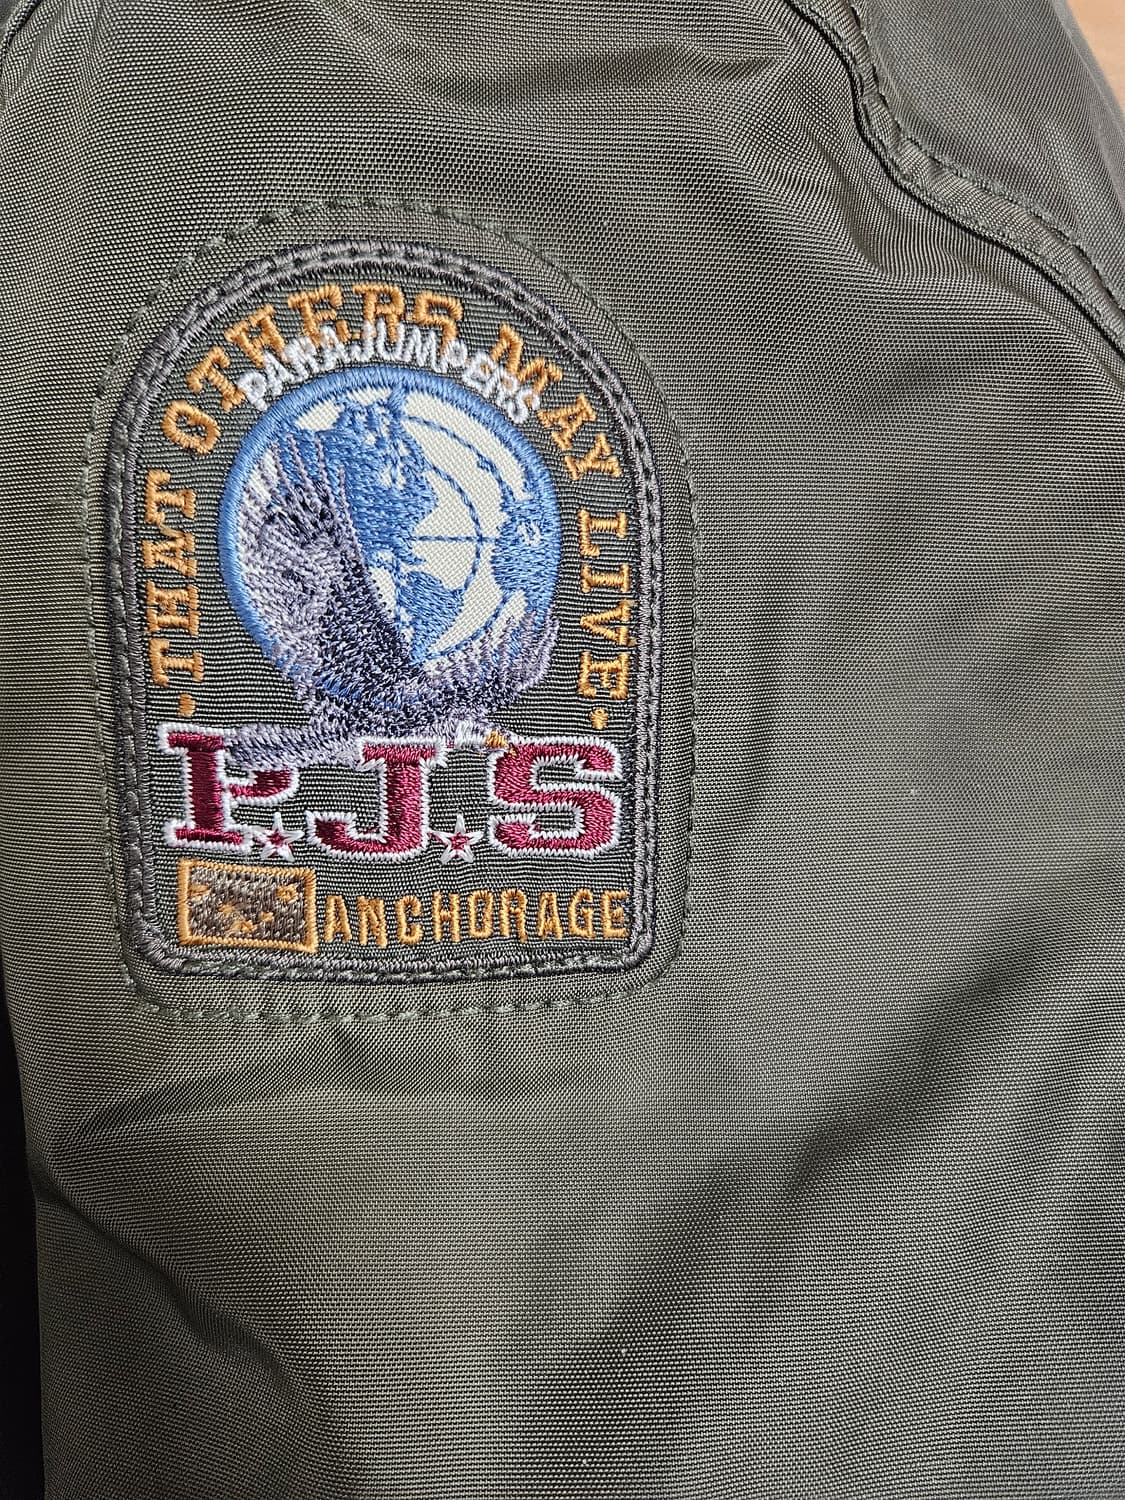 · THAT OTHERS MAY LIVE ·
PARAJUMPERS
P.J.S
ANCHORAGE